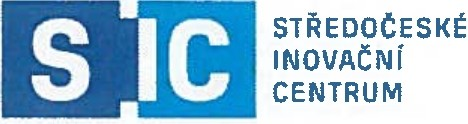 SIC
STŘEDOČESKÉ
INOVAČNÍ
CENTRUM